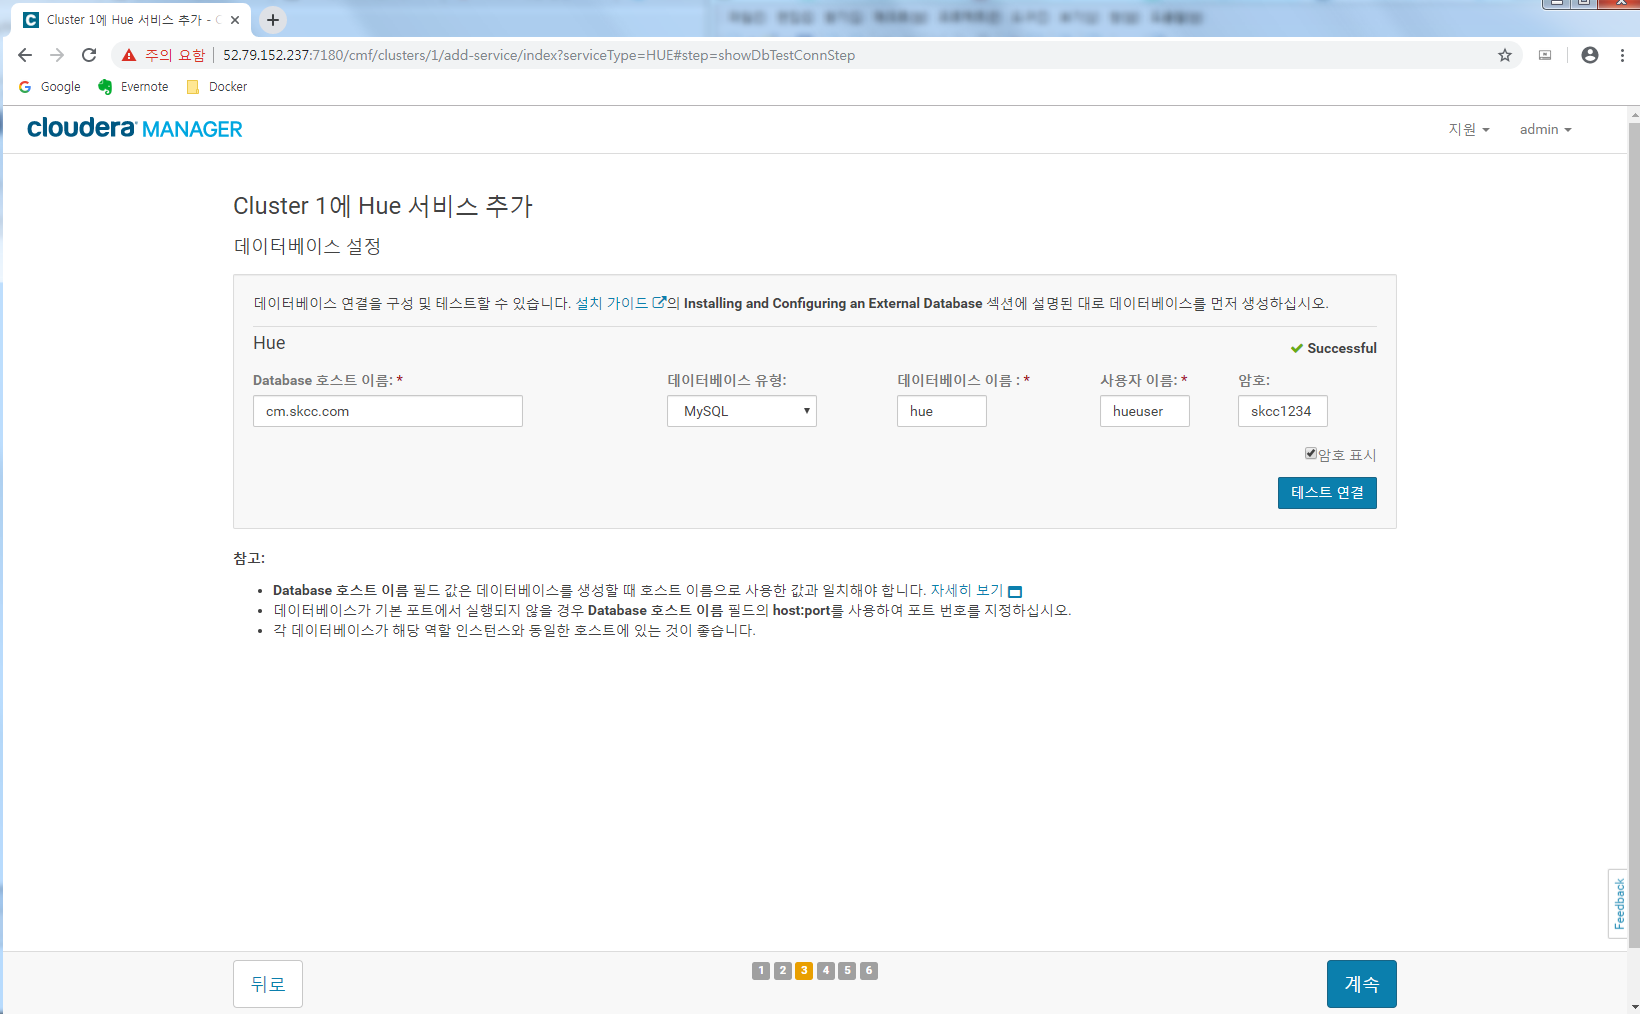 Cluster 1에 Hue 서비스 추가 -
주의 요함 52.79.152.237:7180/cmf/clusters/1/add-service/index?serviceType=HUE#step=showDbTestConnStep
Google Evernote Docker
cloudera MANAGER 지원 admin
Cluster 1에 Hue 서비스 추가
데이터베이스 설정
데이터베이스 연결을 구성 및 테스트할 수 있습니다. 설치 가이드 의 Installing and Configuring an External Database 섹션에 설명된 대로 데이터베이스를 먼저 생성하십시오.
Hue Successful
Database 호스트 이름: * 데이터베이스 유형: 데이터베이스 이름 : * 사용자 이름: * 암호:
cm.skcc.com MySQL hue hueuser skcc1234
암호 표시
테스트 연결
참고:
• Database 호스트 이름 필드 값은 데이터베이스를 생성할 때 호스트 이름으로 사용한 값과 일치해야 합니다. 자세히 보기
• 데이터베이스가 기본 포트에서 실행되지 않을 경우 Database 호스트 이름 필드의 host:port를 사용하여 포트 번호를 지정하십시오.
• 각 데이터베이스가 해당 역할 인스턴스와 동일한 호스트에 있는 것이 좋습니다.
Feedback
뒤로 1 2 3 4 5 6 계속